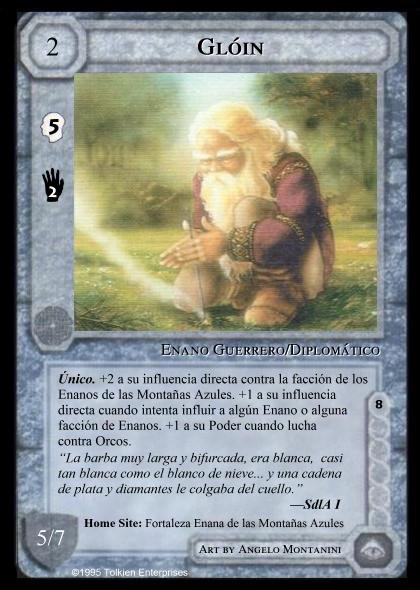 2
GLÓIN
5
2
ENANO GUERRERO/DIPLOMÁTICO
Único. +2 a su influencia directa contra la facción de los
Enanos de las Montañas Azules. +1 a su influencia
directa cuando intenta influir a algún Enano o alguna
facción de Enanos. +1 a su Poder cuando lucha
contra Orcos.
8
“La barba muy larga y bifurcada, era blanca, casi
tan blanca como el blanco de nieve... y una cadena
de plata y diamantes le colgaba del cuello.”
—SdlA I
Home Site: Fortaleza Enana de las Montañas Azules
5/7
ART BY ANGELO MONTANINI
©1995 Tolkien Enterprises